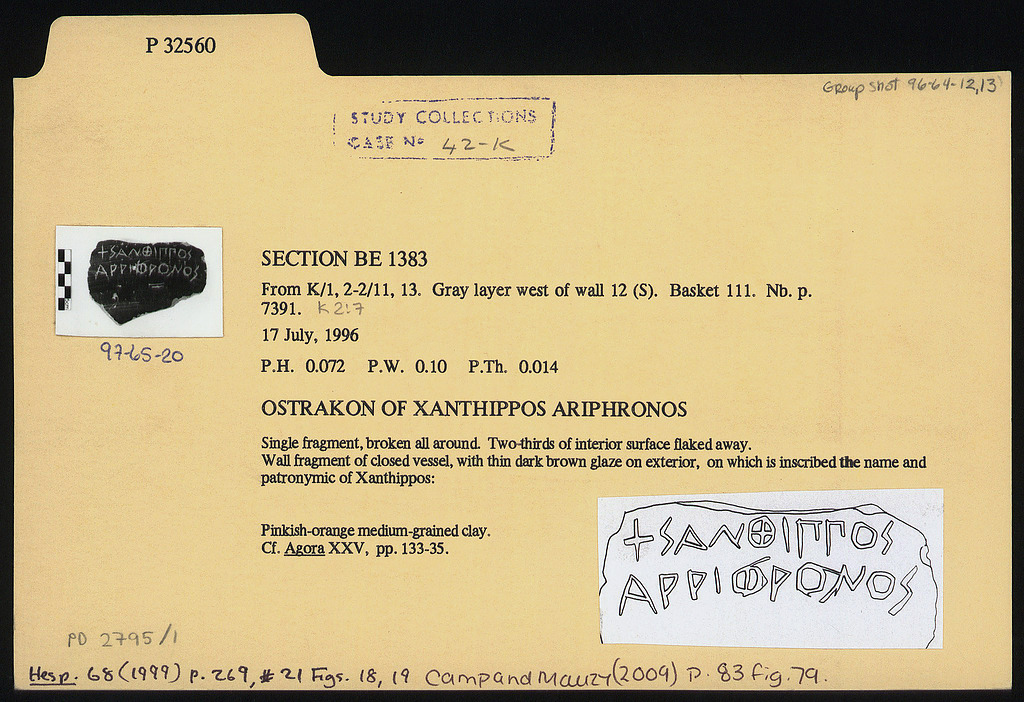 P 32560
Group shot 96-64-12,13
STUDY COLLECTIONS
CASE No 42-K
+SANΘIΠΠOS
APPIΦPONOS
97-65-20
SECTION BE 1383
From K/1, 2-2/11, 13. Gray layer west of wall 12 (S). Basket 111. Nb. p.
7391. K 2:7
17 July, 1996
P.H. 0.072 P.W. 0.10 P.Th. 0.014
OSTRAKON OF XANTHIPPOS ARIPHRONOS
Single fragment, broken all around. Two-thirds of interior surface flaked away.
Wall fragment of closed vessel, with thin dark brown glaze on exterior, on which is inscribed the name and
patronymic of Xanthippos:
+SANΘIΠΠOS
APPIΦPONOS
Pinkish-orange medium-grained clay.
Cf. Agora XXV, pp. 133-35.
PD 2795/1
Hesp. 68 (1999) p. 269, #21 Figs. 18, 19 Camp and Mauzy (2009) p. 83 fig. 79.